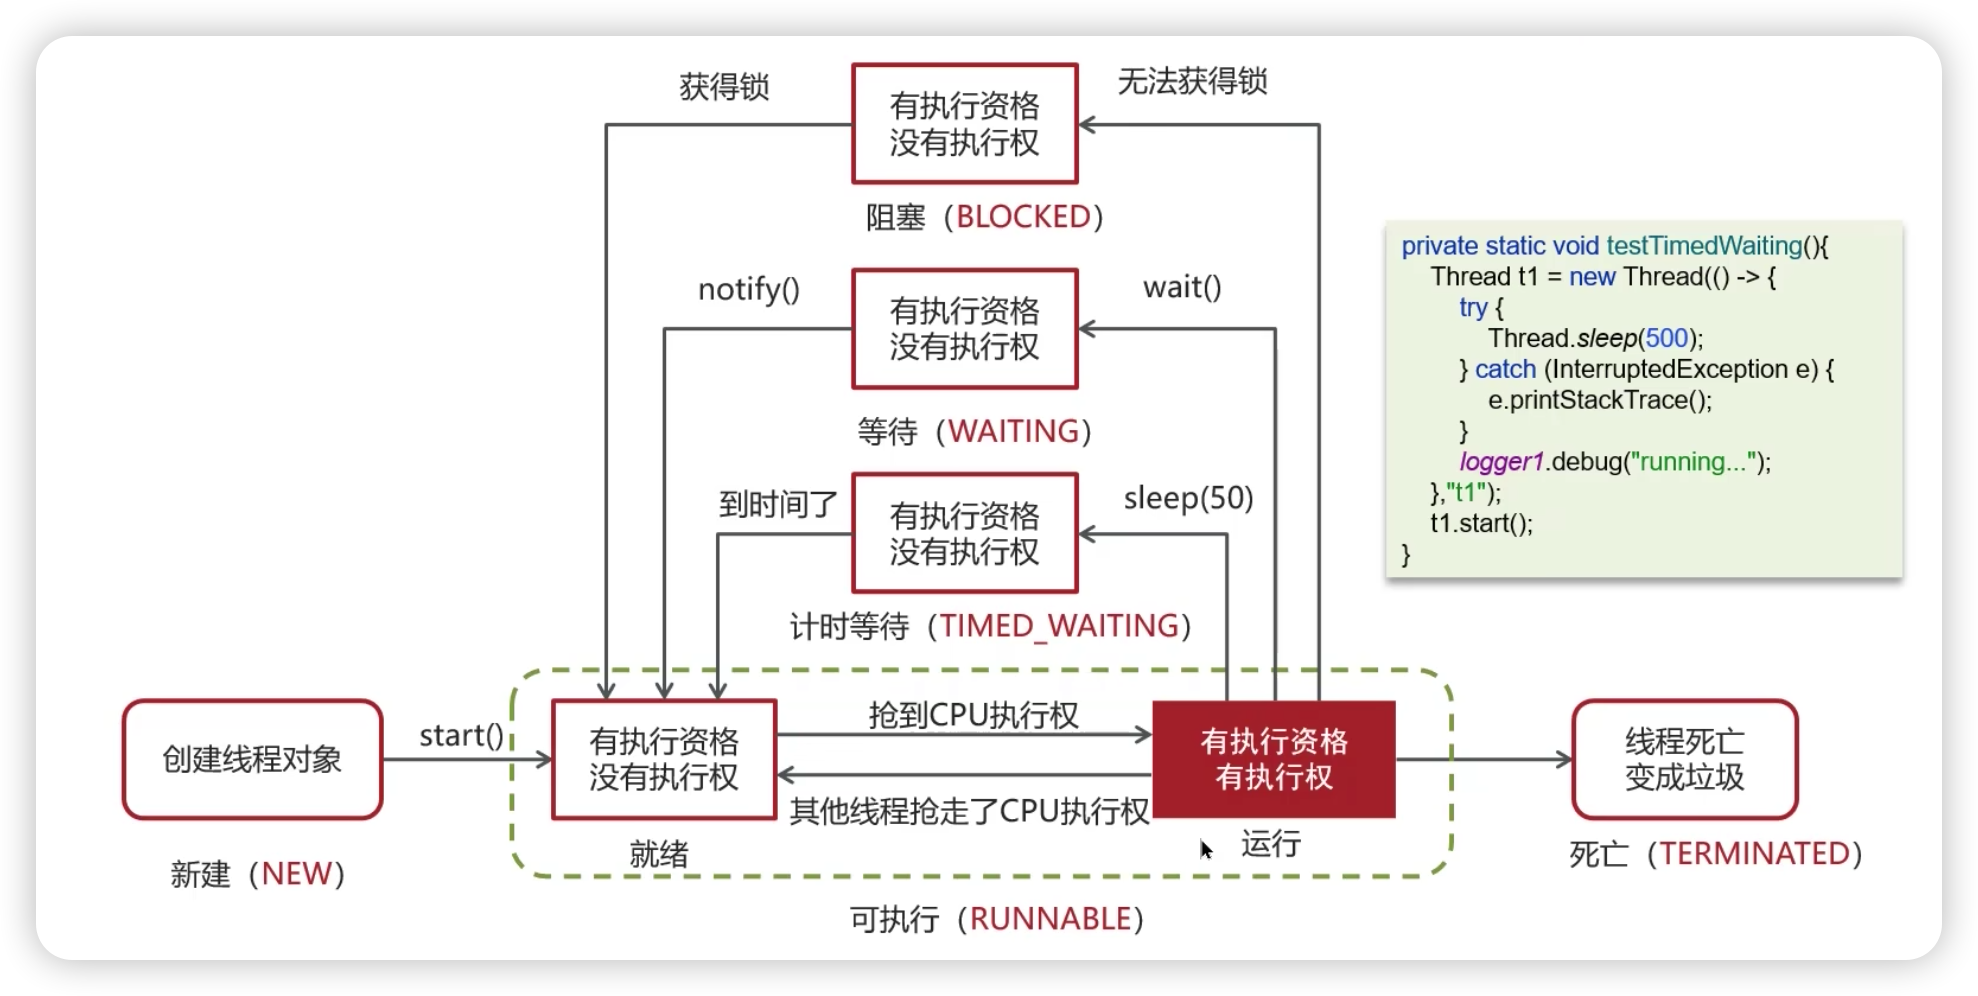 获得锁
有执行资格
没有执行权
无法获得锁
阻塞（BLOCKED）
notify()
有执行资格
没有执行权
wait()
等待（WAITING）
到时间了
有执行资格
没有执行权
sleep(50)
计时等待（TIMED_WAITING）
private static void testTimedWaiting(){
Thread t1 = new Thread(() -> {
try {
Thread.sleep(500);
} catch (InterruptedException e) {
e.printStackTrace();
}
logger1.debug("running...");
},"t1");
t1.start();
}
创建线程对象
新建（NEW）
start()
有执行资格
没有执行权
就绪
抢到CPU执行权
其他线程抢走了CPU执行权
有执行资格
有执行权
运行
可执行（RUNNABLE）
线程死亡
变成垃圾
死亡（TERMINATED）